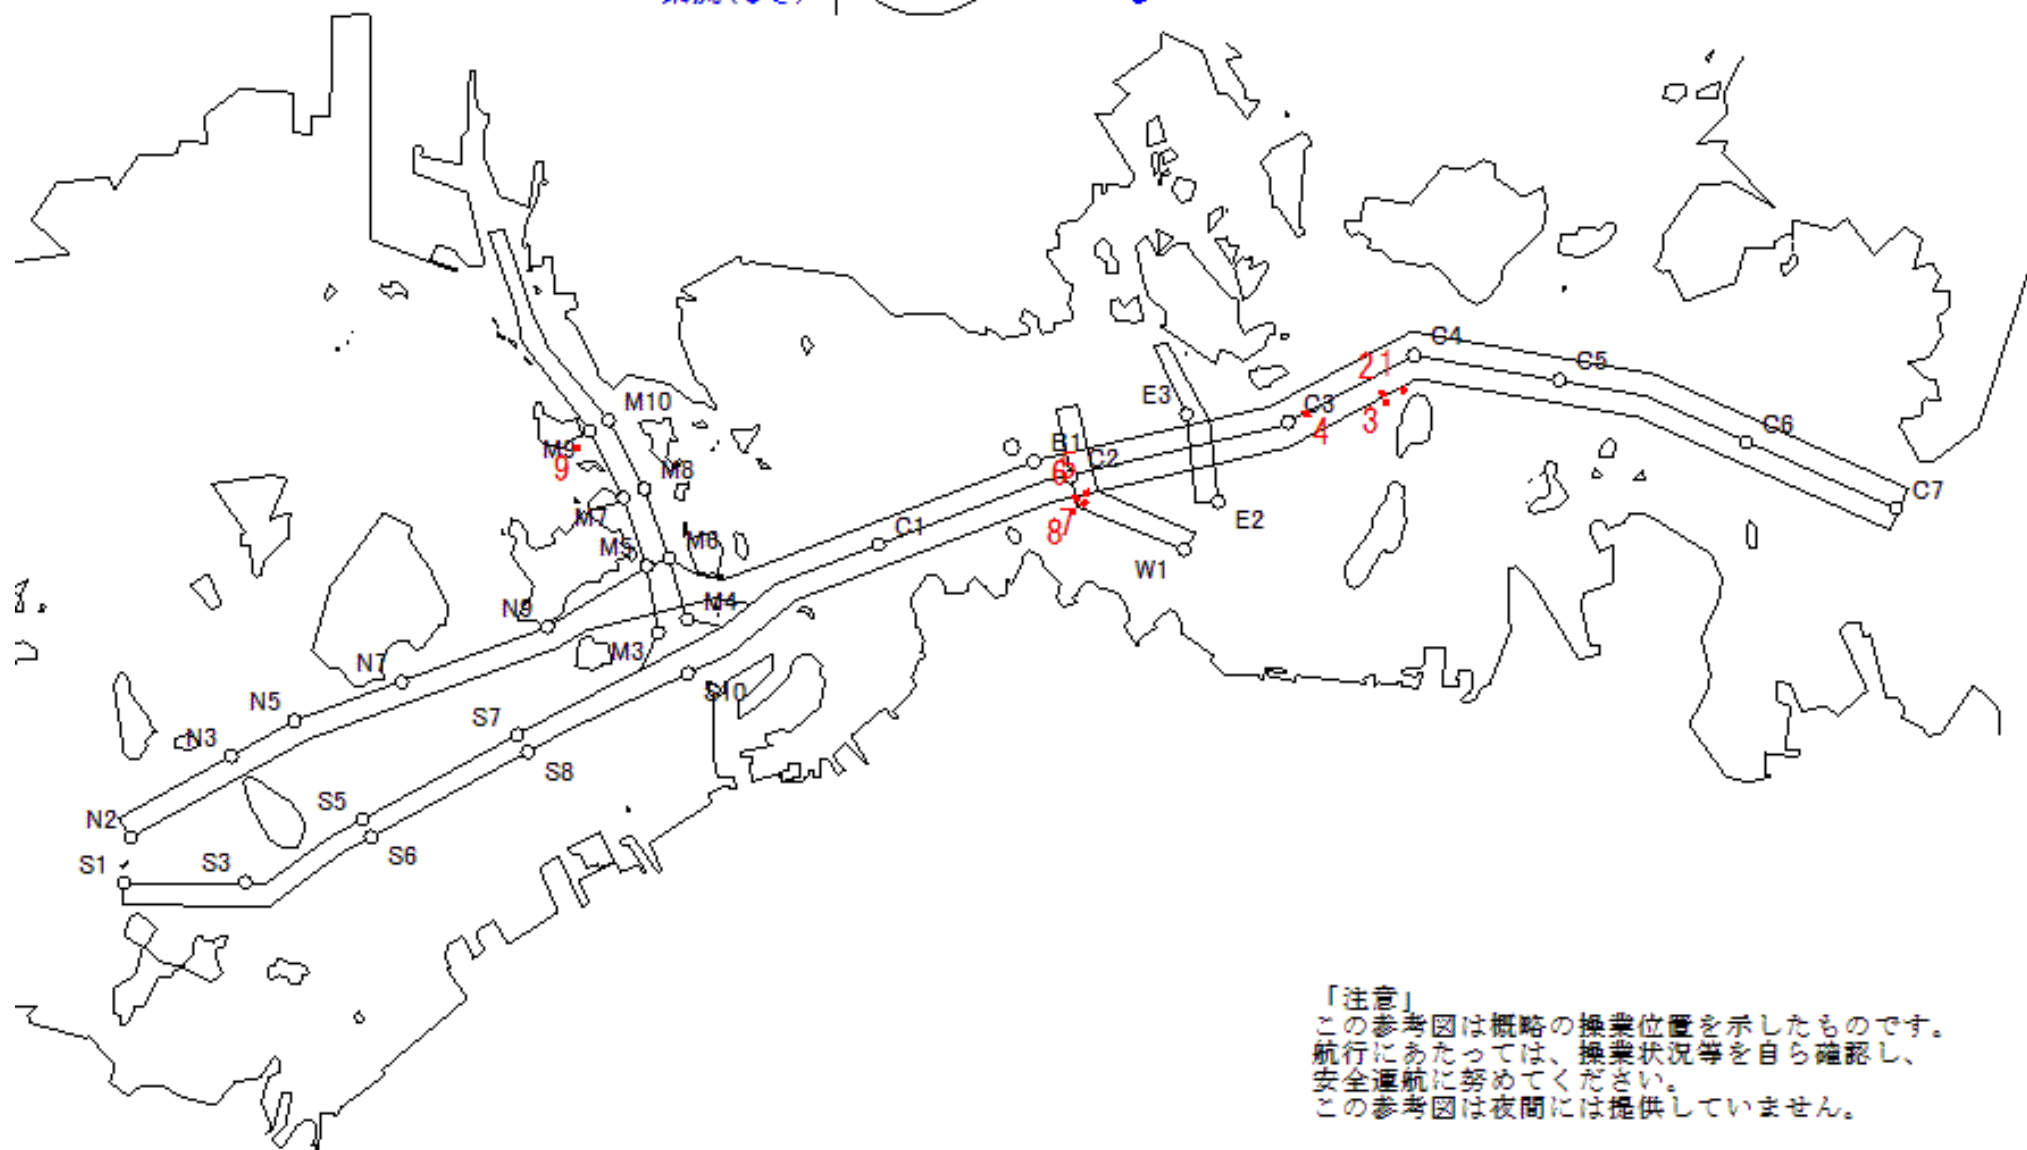 C4
21
C5
3
E3
C3
4
M10
C6
M9
9
B1
6
C2
M8
C7
M7
8
7
E2
C1
M5
M6
W1
N9
M4
M3
N7
S10
N5
S7
N3
S8
S5
N2
S6
S1
S3
「注意」
この参考図は概略の操業位置を示したものです。
航行にあたっては、操業状況等を自ら確認し、
安全運航に努めてください。
この参考図は夜間には提供していません。